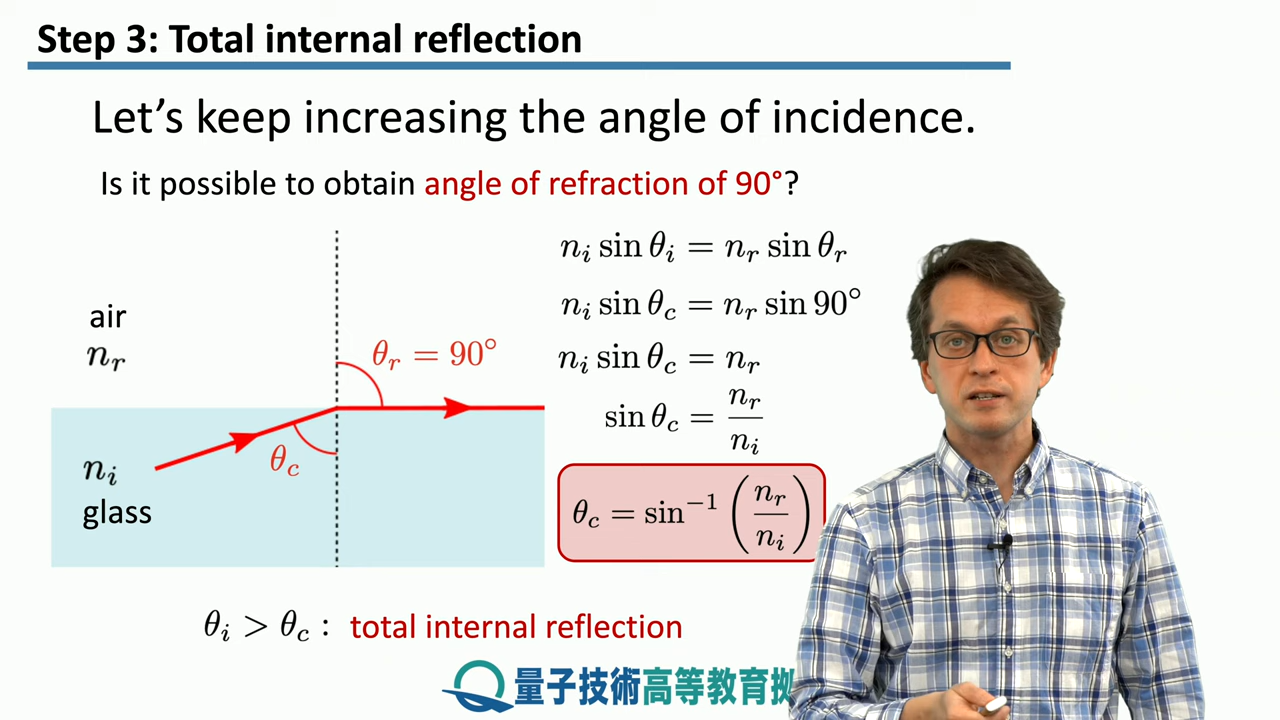 Step 3: Total internal reflection
Let's keep increasing the angle of incidence.
Is it possible to obtain angle of refraction of 90°?
n_i sin θ_i = n_r sin θ_r
n_i sin θ_c = n_r sin 90°
n_i sin θ_c = n_r
sin θ_c = n_r / n_i
θ_c = sin⁻¹ (n_r / n_i)
air
n_r
θ_r = 90°
θ_c
n_i
glass
θ_i > θ_c : total internal reflection
量子技術高等教育拠